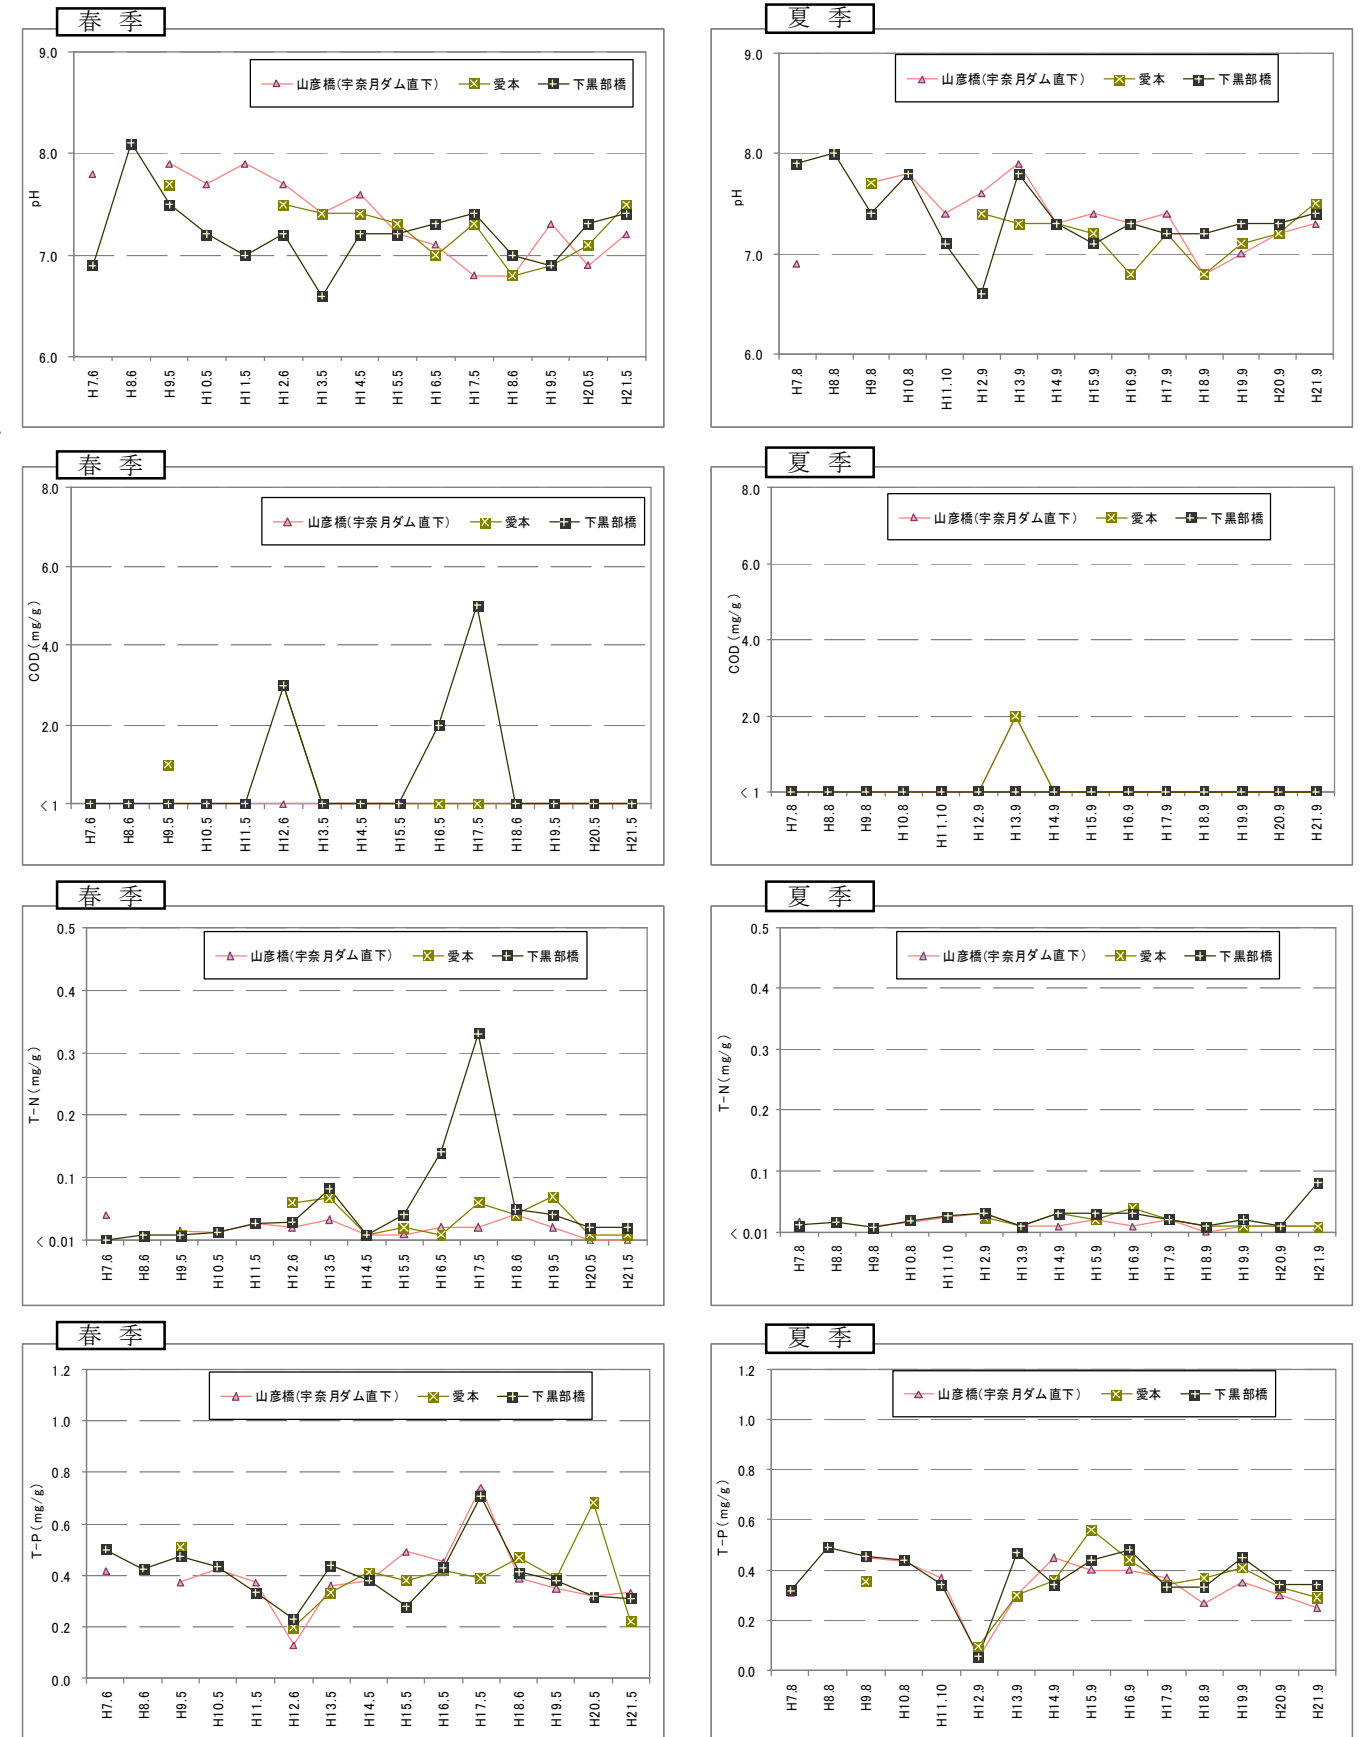 春 季
9.0
8.0
7.0
6.0
pH
山彦橋(宇奈月ダム直下)
愛本
下黒部橋
H7.6
H8.6
H9.5
H10.5
H11.5
H12.6
H13.5
H14.5
H15.5
H16.5
H17.5
H18.6
H19.5
H20.5
H21.5
夏 季
9.0
8.0
7.0
6.0
pH
山彦橋(宇奈月ダム直下)
愛本
下黒部橋
H7.8
H8.8
H9.8
H10.8
H11.10
H12.9
H13.9
H14.9
H15.9
H16.9
H17.9
H18.9
H19.9
H20.9
H21.9
春 季
8.0
6.0
4.0
2.0
<1
COD(mg/g)
山彦橋(宇奈月ダム直下)
愛本
下黒部橋
H7.6
H8.6
H9.5
H10.5
H11.5
H12.6
H13.5
H14.5
H15.5
H16.5
H17.5
H18.6
H19.5
H20.5
H21.5
夏 季
8.0
6.0
4.0
2.0
<1
COD(mg/g)
山彦橋(宇奈月ダム直下)
愛本
下黒部橋
H7.8
H8.8
H9.8
H10.8
H11.10
H12.9
H13.9
H14.9
H15.9
H16.9
H17.9
H18.9
H19.9
H20.9
H21.9
春 季
0.5
0.4
0.3
0.2
0.1
<0.01
T-N(mg/g)
山彦橋(宇奈月ダム直下)
愛本
下黒部橋
H7.6
H8.6
H9.5
H10.5
H11.5
H12.6
H13.5
H14.5
H15.5
H16.5
H17.5
H18.6
H19.5
H20.5
H21.5
夏 季
0.5
0.4
0.3
0.2
0.1
<0.01
T-N(mg/g)
山彦橋(宇奈月ダム直下)
愛本
下黒部橋
H7.8
H8.8
H9.8
H10.8
H11.10
H12.9
H13.9
H14.9
H15.9
H16.9
H17.9
H18.9
H19.9
H20.9
H21.9
春 季
1.2
1.0
0.8
0.6
0.4
0.2
0.0
T-P(mg/g)
山彦橋(宇奈月ダム直下)
愛本
下黒部橋
H7.6
H8.6
H9.5
H10.5
H11.5
H12.6
H13.5
H14.5
H15.5
H16.5
H17.5
H18.6
H19.5
H20.5
H21.5
夏 季
1.2
1.0
0.8
0.6
0.4
0.2
0.0
T-P(mg/g)
山彦橋(宇奈月ダム直下)
愛本
下黒部橋
H7.8
H8.8
H9.8
H10.8
H11.10
H12.9
H13.9
H14.9
H15.9
H16.9
H17.9
H18.9
H19.9
H20.9
H21.9